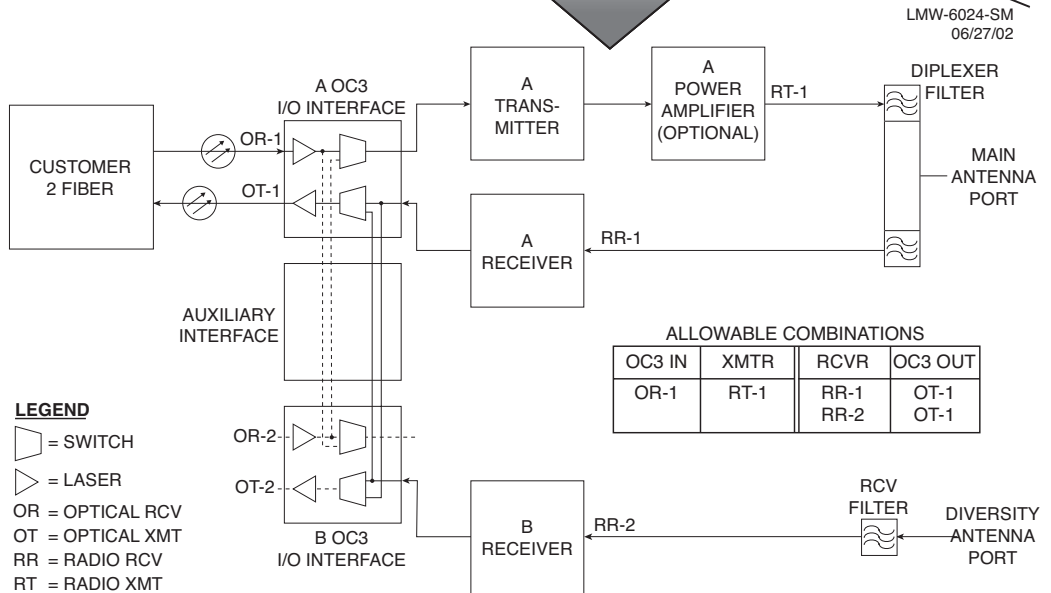 LMW-6024-SM
06/27/02
DIPLEXER
FILTER
A OC3
I/O INTERFACE
A
TRANS-
MITTER
A
POWER
AMPLIFIER
(OPTIONAL)
RT-1
CUSTOMER
2 FIBER
OR-1
OT-1
MAIN
ANTENNA
PORT
A
RECEIVER
RR-1
AUXILIARY
INTERFACE
ALLOWABLE COMBINATIONS
OC3 IN XMTR RCVR OC3 OUT
OR-1 RT-1 RR-1 OT-1
RR-2 OT-1
LEGEND
= SWITCH
= LASER
OR = OPTICAL RCV
OT = OPTICAL XMT
RR = RADIO RCV
RT = RADIO XMT
OR-2
OT-2
B OC3
I/O INTERFACE
B
RECEIVER
RR-2
RCV
FILTER
DIVERSITY
ANTENNA
PORT